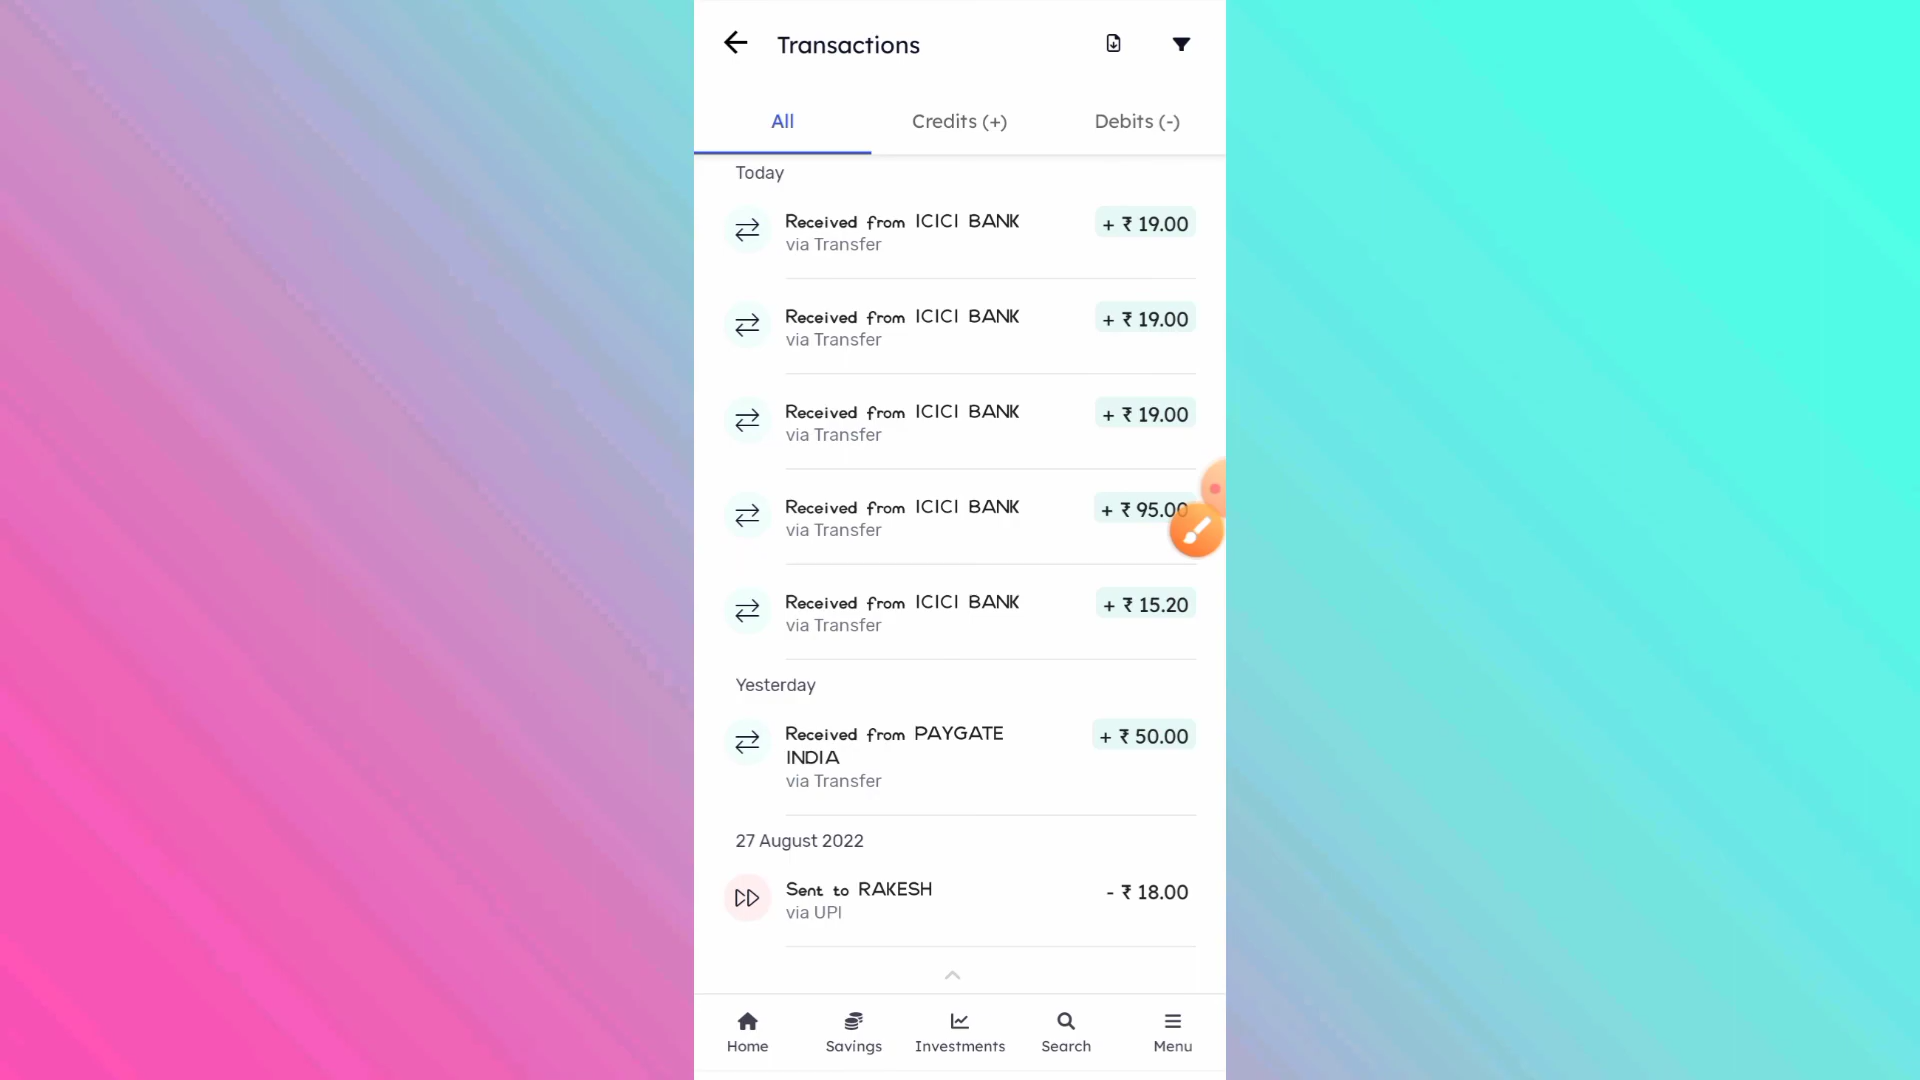 Transactions
All Credits (+) Debits (-)
Today
Received from ICICI BANK + ₹ 19.00
via Transfer
Received from ICICI BANK + ₹ 19.00
via Transfer
Received from ICICI BANK + ₹ 19.00
via Transfer
Received from ICICI BANK + ₹ 95.00
via Transfer
Received from ICICI BANK + ₹ 15.20
via Transfer
Yesterday
Received from PAYGATE + ₹ 50.00
INDIA
via Transfer
27 August 2022
Sent to RAKESH - ₹ 18.00
via UPI
Home Savings Investments Search Menu